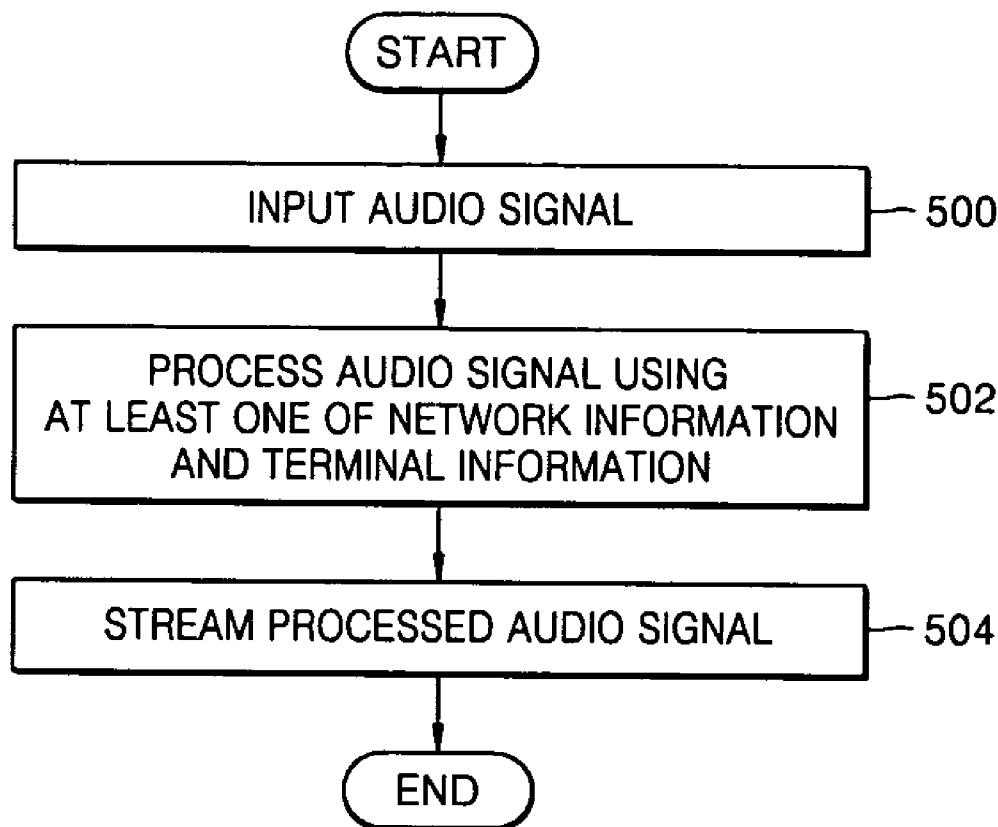 START
INPUT AUDIO SIGNAL
500
PROCESS AUDIO SIGNAL USING
AT LEAST ONE OF NETWORK INFORMATION
AND TERMINAL INFORMATION
502
STREAM PROCESSED AUDIO SIGNAL
504
END